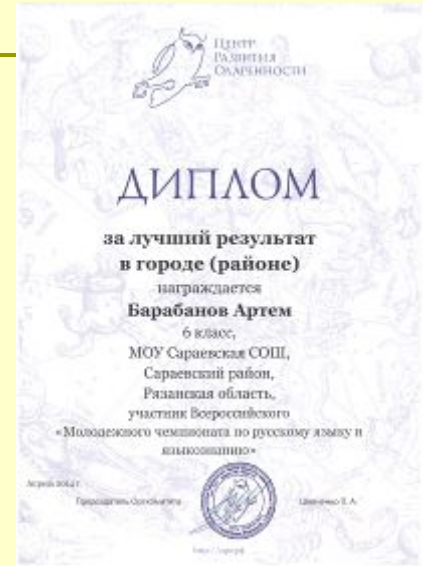 Центр
Развития
Одаренности
ДИПЛОМ
за лучший результат
в городе (районе)
награждается
Барабанов Артем
6 класс,
МОУ Сараевская СОШ,
Сараевский район,
Рязанская область,
участник Всероссийского
«Молодежного чемпионата по русскому языку и
языкознанию»
Председатель Оргкомитета